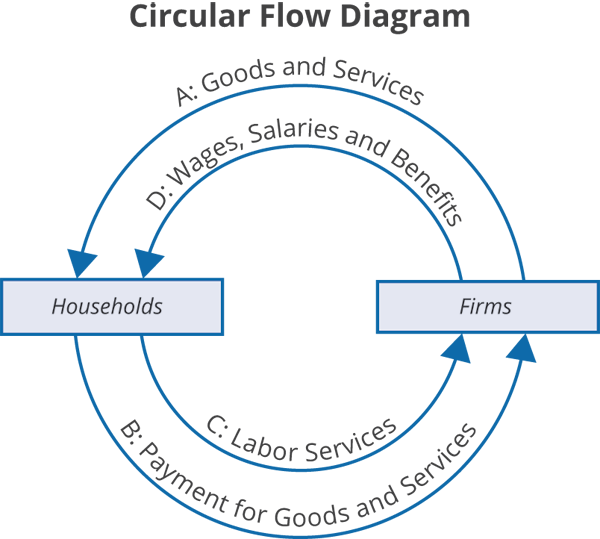 Circular Flow Diagram
A: Goods and Services
D: Wages, Salaries and Benefits
Households
Firms
C: Labor Services
B: Payment for Goods and Services